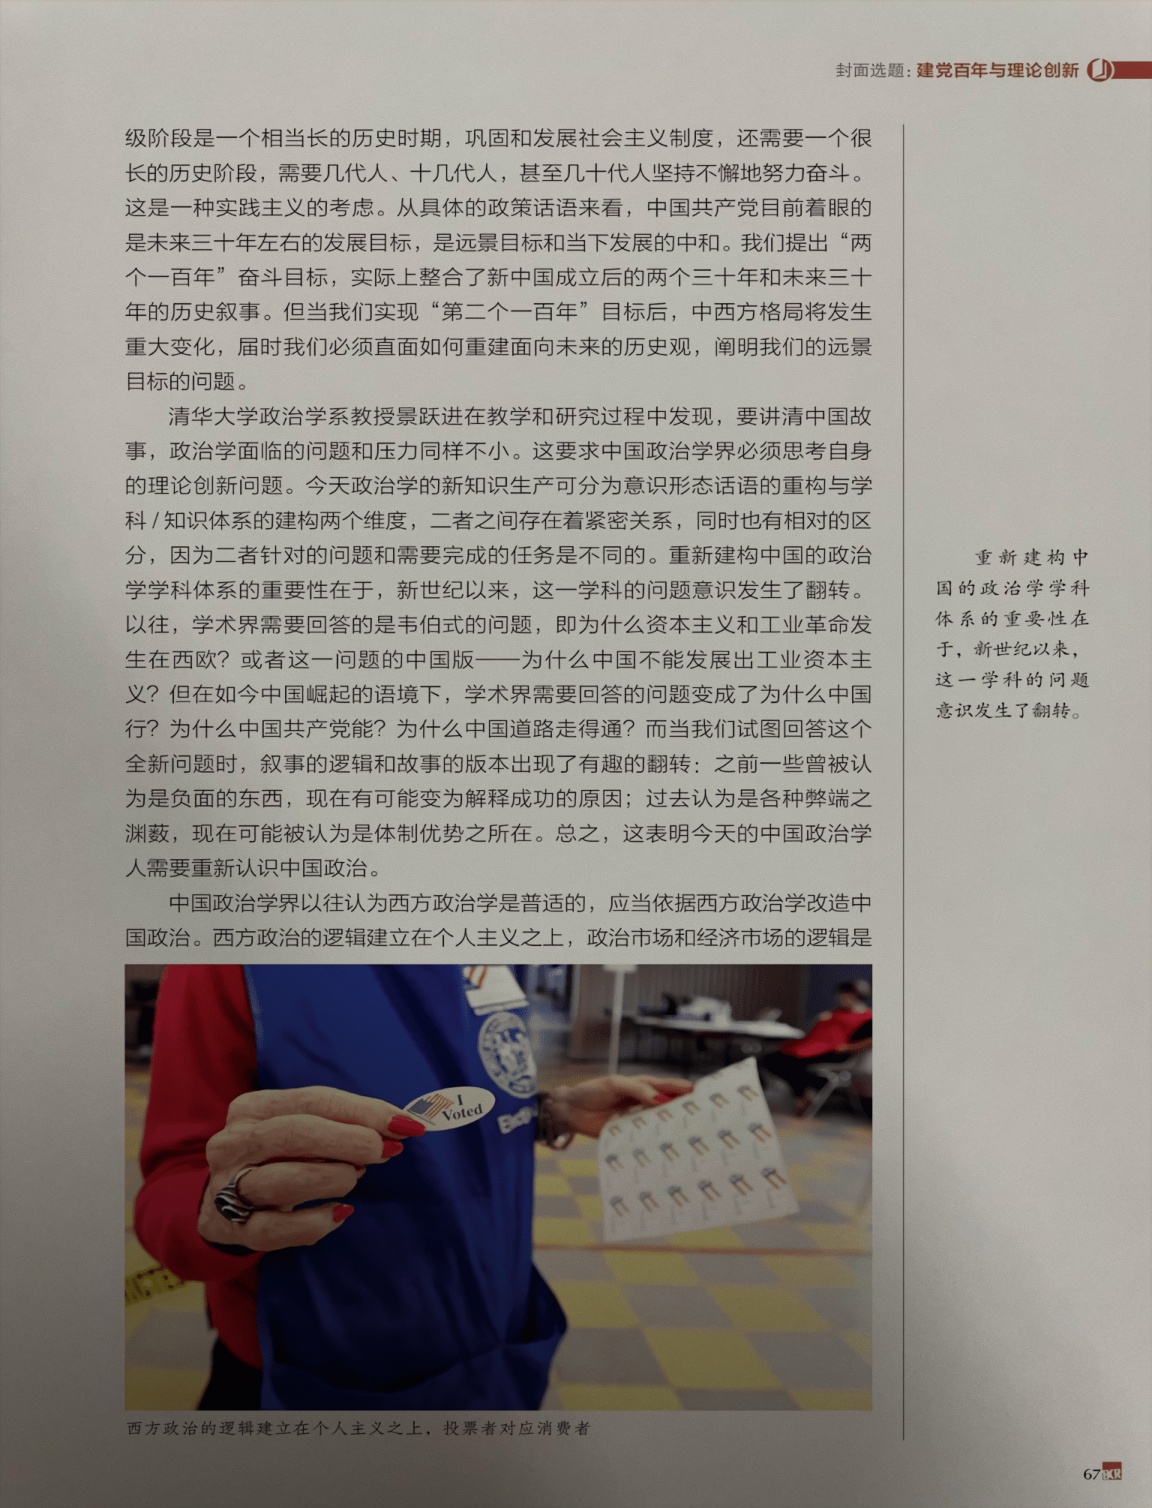 封面选题：建党百年与理论创新
级阶段是一个相当长的历史时期，巩固和发展社会主义制度，还需要一个很
长的历史阶段，需要几代人、十几代人，甚至几十代人坚持不懈地努力奋斗。
这是一种实践主义的考虑。从具体的政策话语来看，中国共产党目前着眼的
是未来三十年左右的发展目标，是远景目标和当下发展的中和。我们提出“两
个一百年”奋斗目标，实际上整合了新中国成立后的两个三十年和未来三十
年的历史叙事。但当我们实现“第二个一百年”目标后，中西方格局将发生
重大变化，届时我们必须直面如何重建面向未来的历史观，阐明我们的远景
目标的问题。
清华大学政治学系教授景跃进在教学和研究过程中发现，要讲清中国故
事，政治学面临的问题和压力同样不小。这要求中国政治学界必须思考自身
的理论创新问题。今天政治学的新知识生产可分为意识形态话语的重构与学
科/知识体系的建构两个维度，二者之间存在着紧密关系，同时也有相对的区
分，因为二者针对的问题和需要完成的任务是不同的。重新建构中国的政治
学学科体系的重要性在于，新世纪以来，这一学科的问题意识发生了翻转。
以往，学术界需要回答的是韦伯式的问题，即为什么资本主义和工业革命发
生在西欧？或者这一问题的中国版——为什么中国不能发展出工业资本主
义？但在如今中国崛起的语境下，学术界需要回答的问题变成了为什么中国
行？为什么中国共产党能？为什么中国道路走得通？而当我们试图回答这个
全新问题时，叙事的逻辑和故事的版本出现了有趣的翻转：之前一些曾被认
为是负面的东西，现在有可能变为解释成功的原因；过去认为是各种弊端之
渊薮，现在可能被认为是体制优势之所在。总之，这表明今天的中国政治学
人需要重新认识中国政治。
中国政治学界以往认为西方政治学是普适的，应当依据西方政治学改造中
国政治。西方政治的逻辑建立在个人主义之上，政治市场和经济市场的逻辑是
重新建构中
国的政治学学科
体系的重要性在
于，新世纪以来，
这一学科的问题
意识发生了翻转。
I
Voted
西方政治的逻辑建立在个人主义之上，投票者对应消费者
67